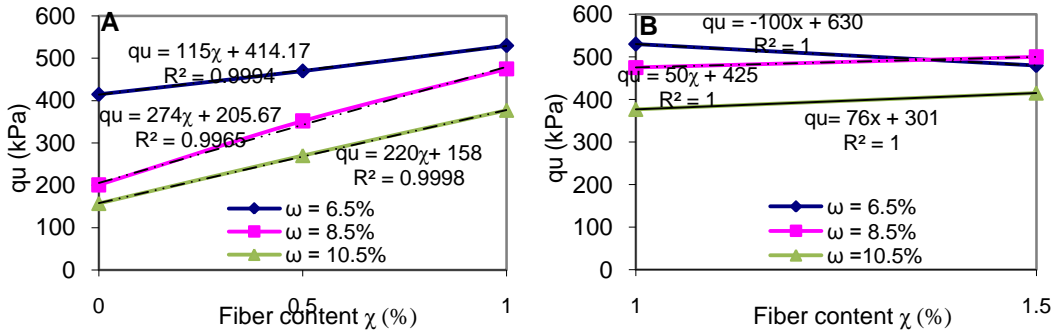 A
qu (kPa)
600
500
400
300
200
100
0
qu = 115χ + 414.17
R² = 0.9994
qu = 274χ + 205.67
R² = 0.9965
qu = 220χ+ 158
R² = 0.9998
ω = 6.5%
ω = 8.5%
ω = 10.5%
0
0.5
1
Fiber content χ (%)
B
qu (kPa)
600
500
400
300
200
100
0
qu = -100x + 630
R² = 1
qu = 50χ + 425
R² = 1
qu= 76x + 301
R² = 1
ω = 6.5%
ω = 8.5%
ω =10.5%
1
1.5
Fiber content χ (%)